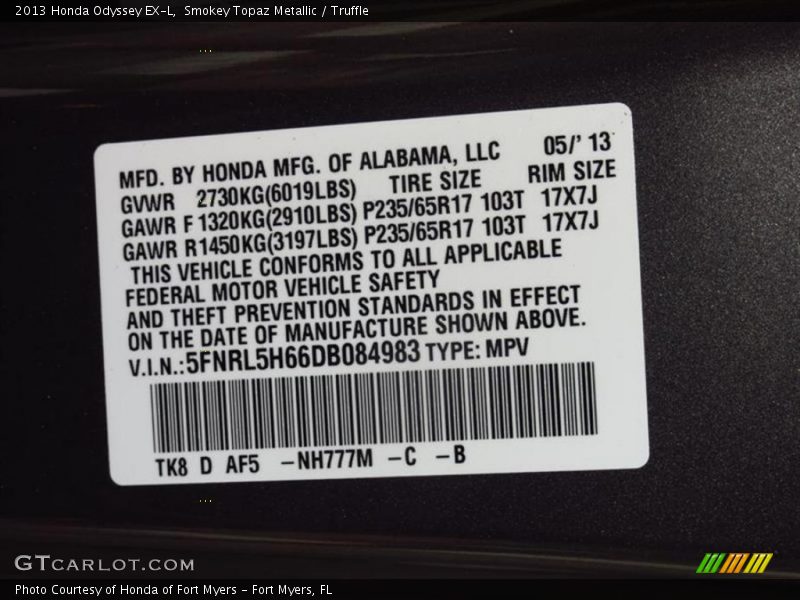 2013 Honda Odyssey EX-L,  Smokey Topaz Metallic / Truffle
MFD. BY HONDA MFG. OF ALABAMA, LLC 05/' 13
GVWR 2730KG(6019LBS) TIRE SIZE RIM SIZE
GAWR F 1320KG(2910LBS) P235/65R17 103T 17X7J
GAWR R1450KG(3197LBS) P235/65R17 103T 17X7J
THIS VEHICLE CONFORMS TO ALL APPLICABLE
FEDERAL MOTOR VEHICLE SAFETY
AND THEFT PREVENTION STANDARDS IN EFFECT
ON THE DATE OF MANUFACTURE SHOWN ABOVE.
V.I.N.:5FNRL5H66DB084983 TYPE: MPV
TK8 D AF5 -NH777M -C -B
GTCARLOT.COM
Photo Courtesy of Honda of Fort Myers - Fort Myers, FL